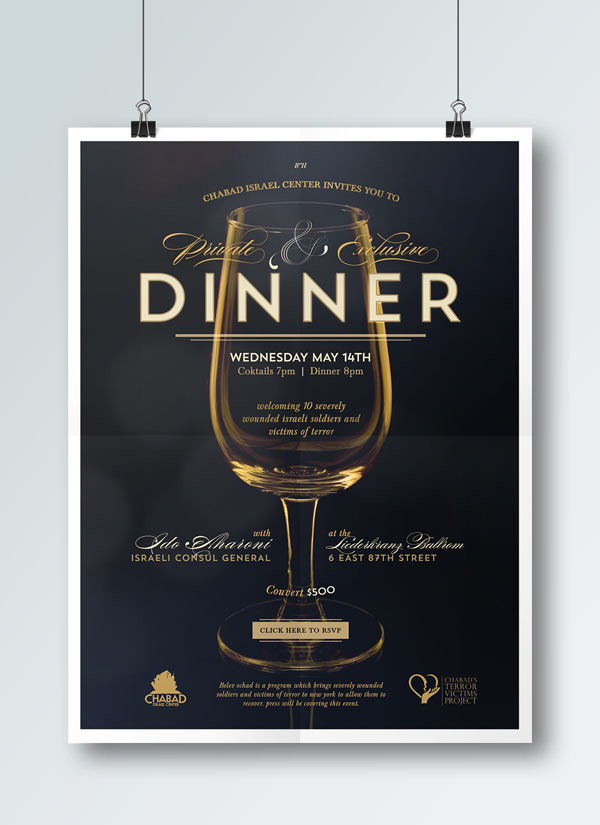 B"H
CHABAD ISRAEL CENTER INVITES YOU TO
Private & Exclusive
DINNER
WEDNESDAY MAY 14TH
Coktails 7pm | Dinner 8pm
welcoming 10 severely
wounded israeli soldiers and
victims of terror
with
Ido Aharoni
ISRAELI CONSUL GENERAL
at the
Liederkranz Ballrom
6 EAST 87TH STREET
Couvert $500
CLICK HERE TO RSVP
CHABAD
ISRAEL CENTER
Belev echad is a program which brings severely wounded
soldiers and victims of terror to new york to allow them to
recover. press will be covering this event.
CHABAD'S
TERROR
VICTIMS
PROJECT